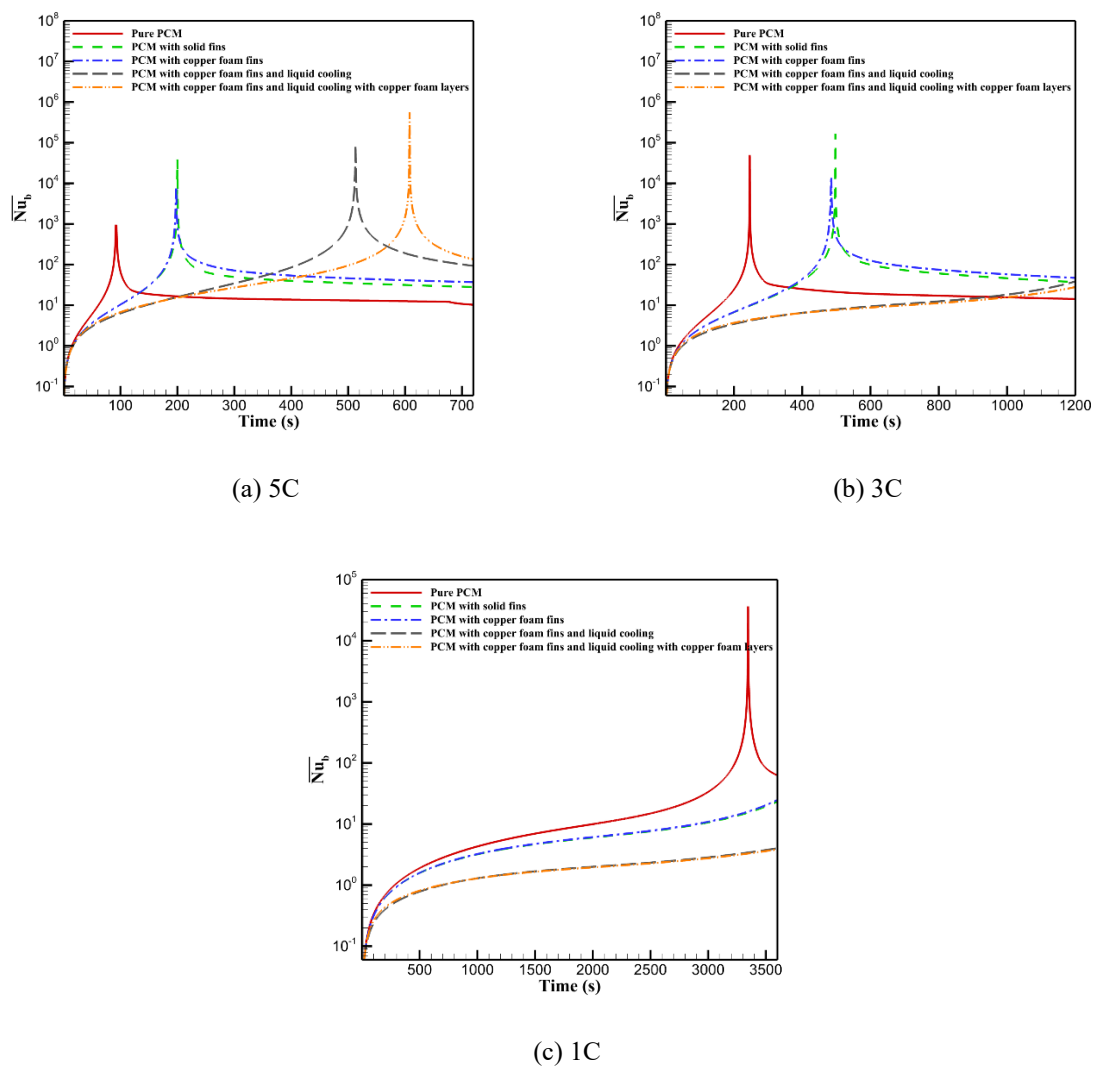 10^8
10^7
10^6
10^5
10^4
10^3
10^2
10^1
10^0
10^-1
Nu_b
Pure PCM
PCM with solid fins
PCM with copper foam fins
PCM with copper foam fins and liquid cooling
PCM with copper foam fins and liquid cooling with copper foam layers
100 200 300 400 500 600 700
Time (s)
(a) 5C
10^8
10^7
10^6
10^5
10^4
10^3
10^2
10^1
10^0
10^-1
Nu_b
Pure PCM
PCM with solid fins
PCM with copper foam fins
PCM with copper foam fins and liquid cooling
PCM with copper foam fins and liquid cooling with copper foam layers
200 400 600 800 1000 1200
Time (s)
(b) 3C
10^5
10^4
10^3
10^2
10^1
10^0
10^-1
Nu_b
Pure PCM
PCM with solid fins
PCM with copper foam fins
PCM with copper foam fins and liquid cooling
PCM with copper foam fins and liquid cooling with copper foam layers
500 1000 1500 2000 2500 3000 3500
Time (s)
(c) 1C